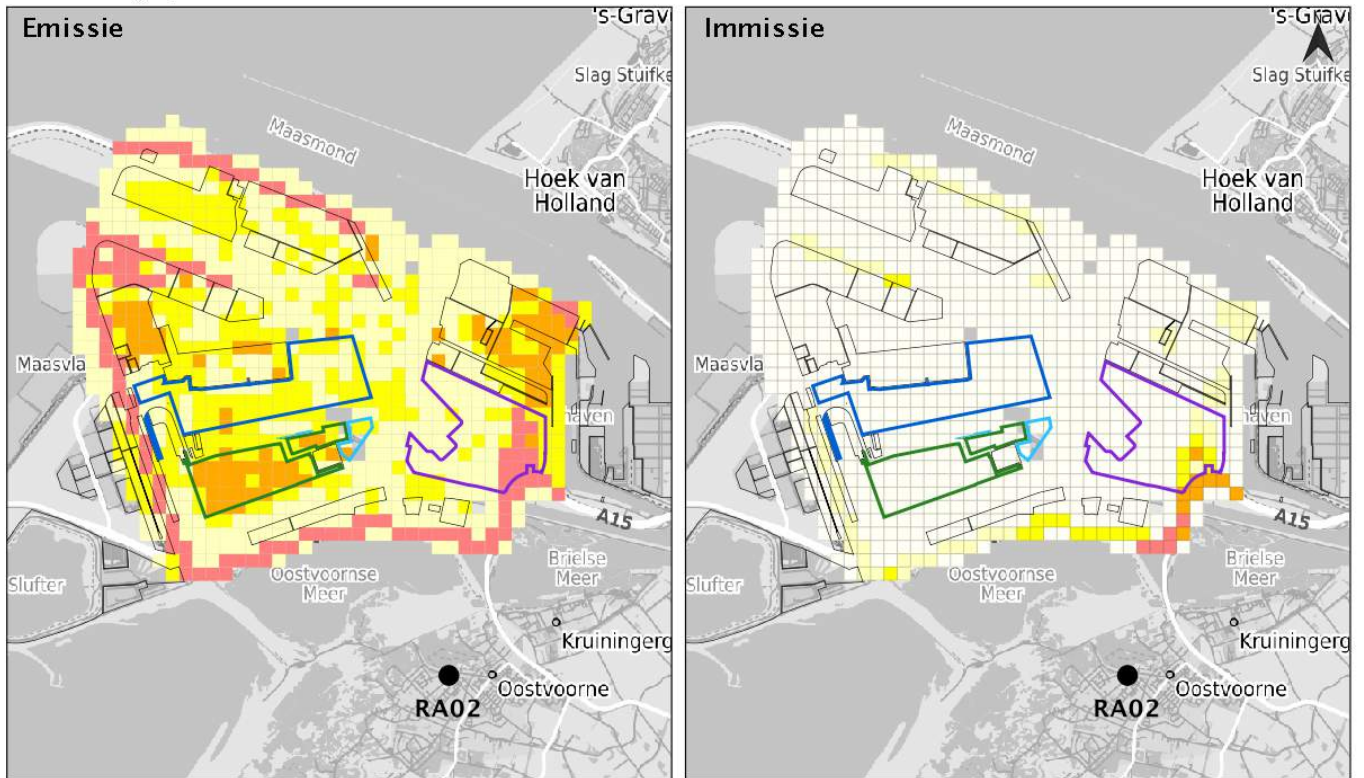 Emissie
's-Grav
Slag Stuifke
Maasmond
Hoek van
Holland
Maasvla
haven
A15
Slufter
Oostvoornse
Meer
Brielse
Meer
Kruiningerg
Oostvoorne
RA02
Immissie
's-Grav
Slag Stuifke
Maasmond
Hoek van
Holland
Maasvla
haven
A15
Slufter
Oostvoornse
Meer
Brielse
Meer
Kruiningerg
Oostvoorne
RA02